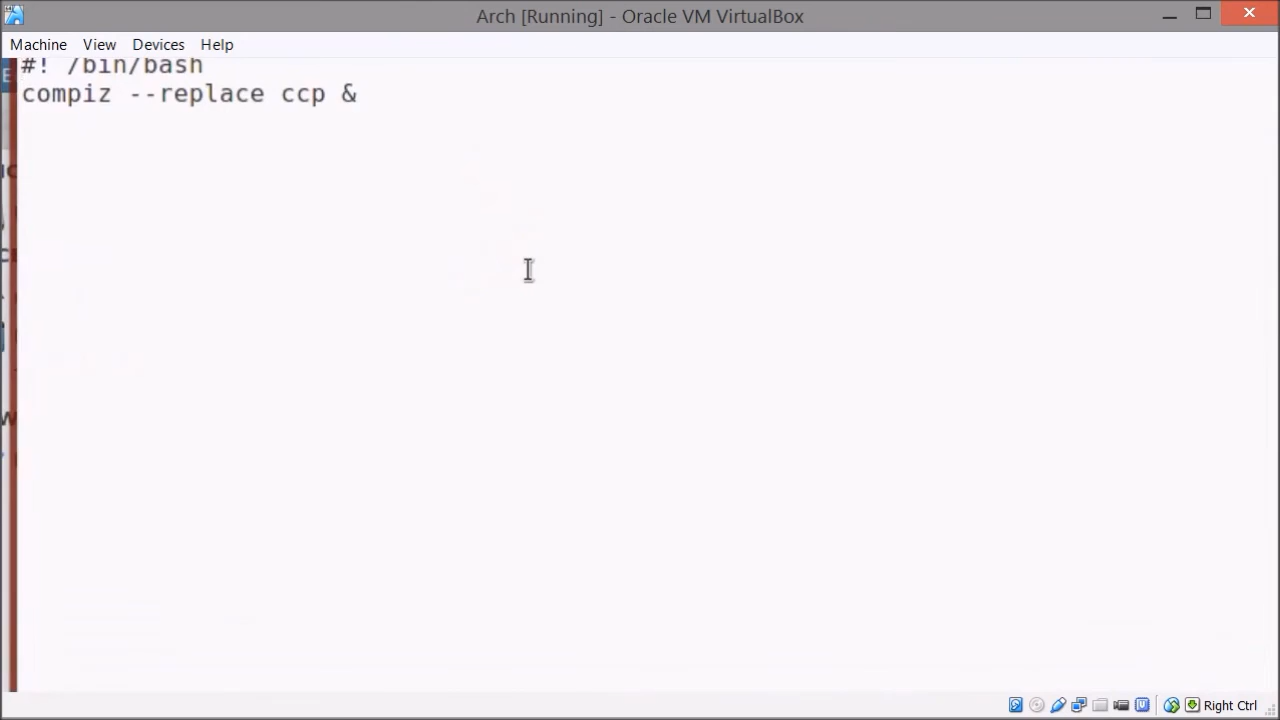 Arch [Running] - Oracle VM VirtualBox
Machine View Devices Help
#! /bin/bash
compiz --replace ccp &
Right Ctrl